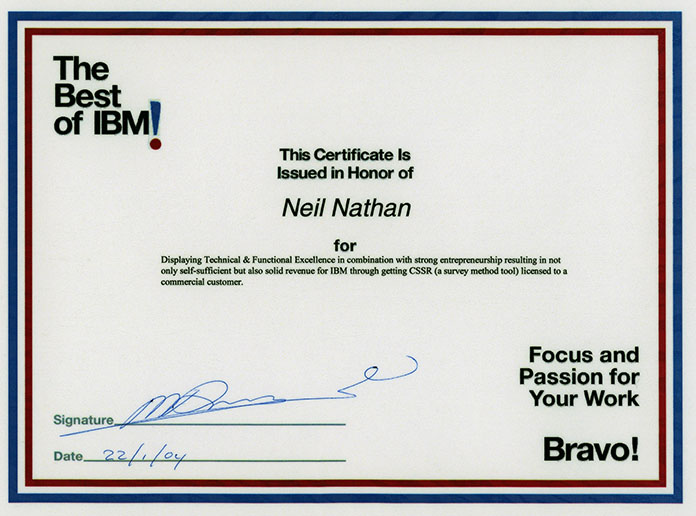 The
Best
of IBM!
This Certificate Is
Issued in Honor of
Neil Nathan
for
Displaying Technical & Functional Excellence in combination with strong entrepreneurship resulting in not
only self-sufficient but also solid revenue for IBM through getting CSSR (a survey method tool) licensed to a
commercial customer.
Focus and
Passion for
Your Work
Signature
Bravo!
Date 22/1/04